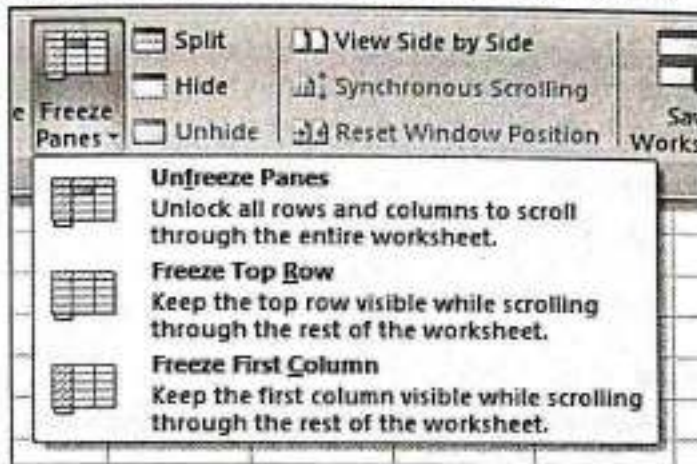 Split
View Side by Side
Hide
Synchronous Scrolling
e
Freeze
Panes
Unhide
Reset Window Position
Unfreeze Panes
Unlock all rows and columns to scroll
through the entire worksheet.
Freeze Top Row
Keep the top row visible while scrolling
through the rest of the worksheet.
Freeze First Column
Keep the first column visible while scrolling
through the rest of the worksheet.